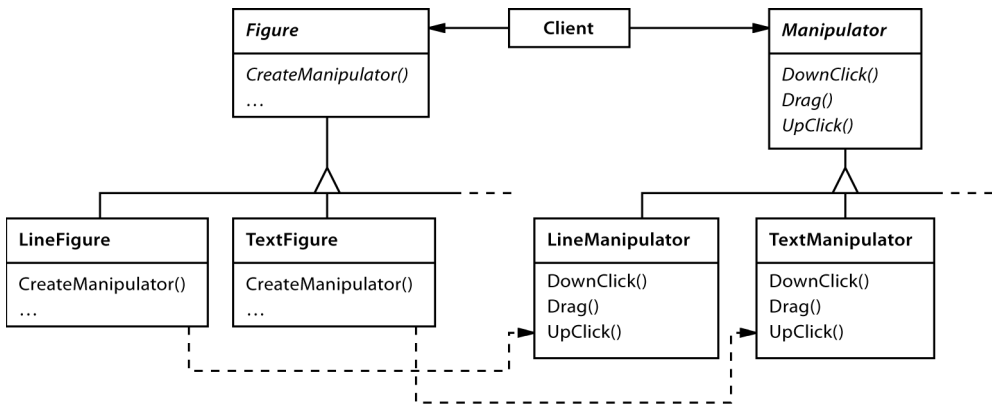 Figure
CreateManipulator()
…
Client
Manipulator
DownClick()
Drag()
UpClick()
LineFigure
CreateManipulator()
…
TextFigure
CreateManipulator()
…
LineManipulator
DownClick()
Drag()
UpClick()
TextManipulator
DownClick()
Drag()
UpClick()